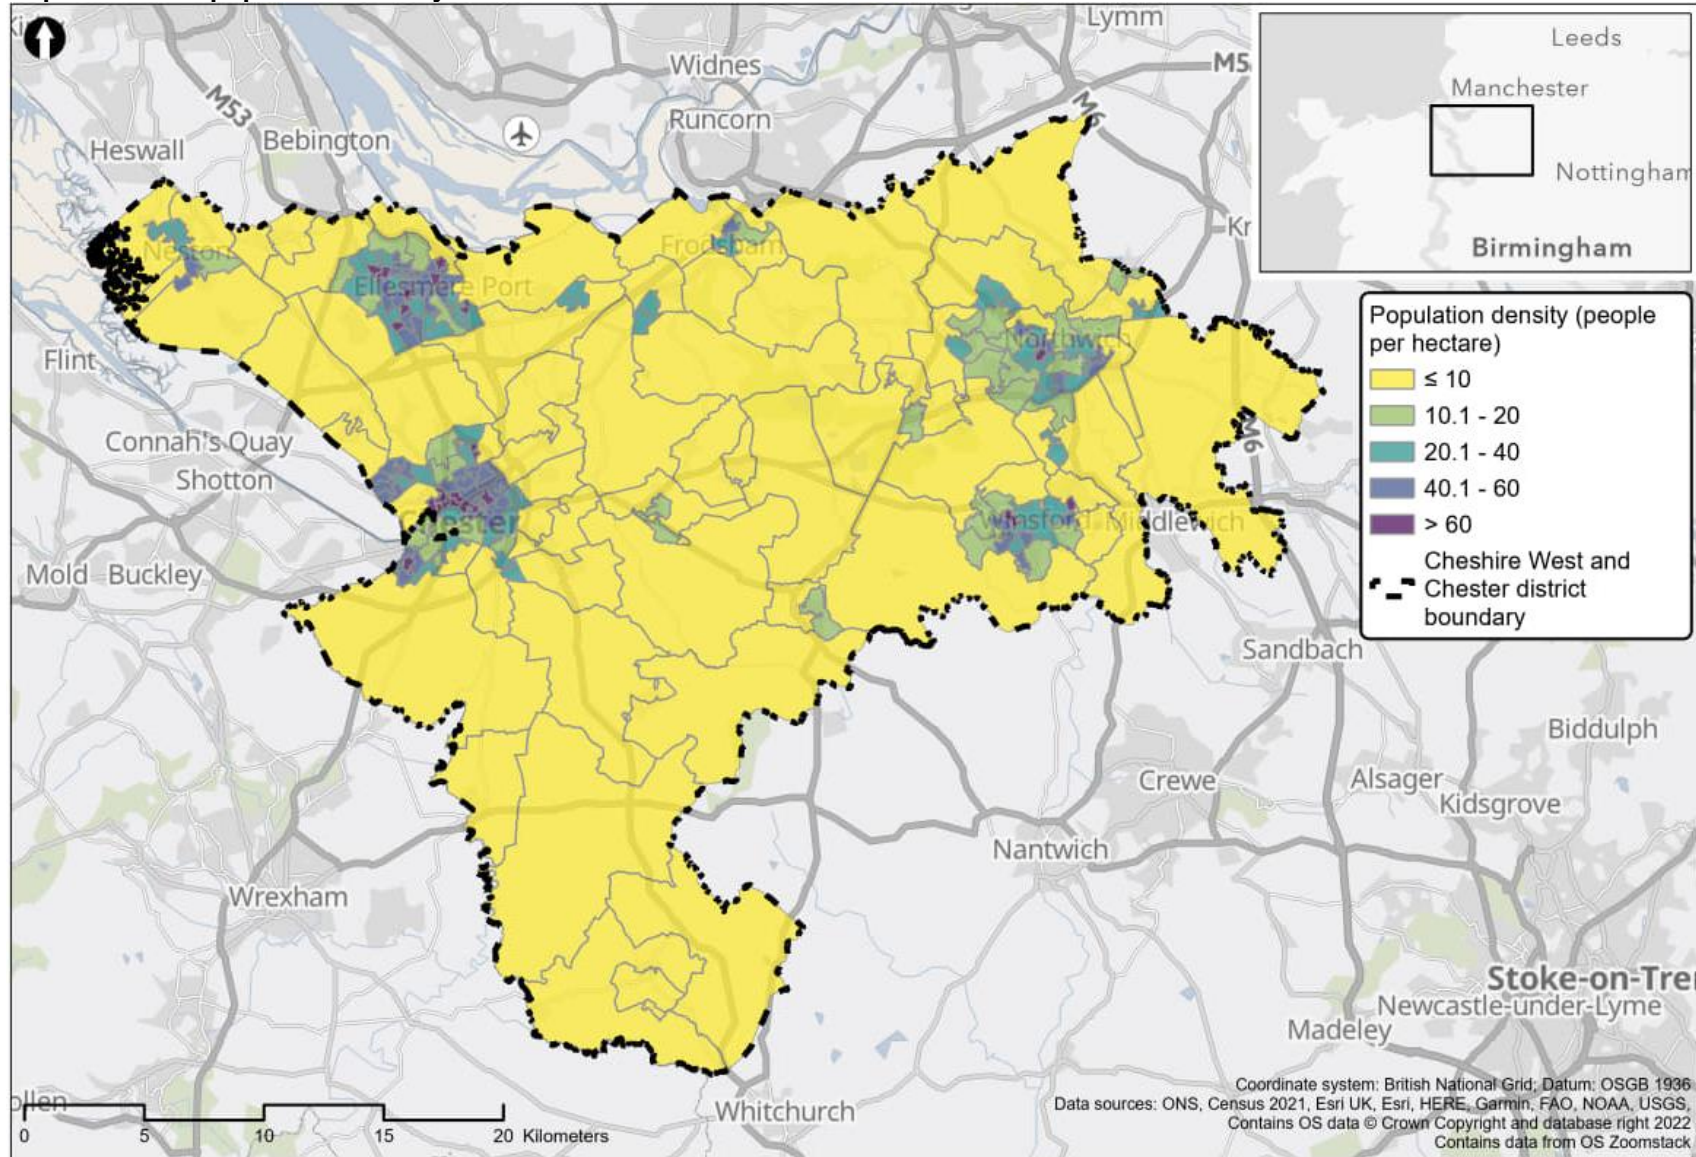 Lymm
Leeds
Widnes
M5
Manchester
M53
M6
Runcorn
Bebington
Heswall
Nottingham
Kr
Neston
Frodsham
Birmingham
Ellesmere Port
Population density (people
per hectare)
≤ 10
10.1 - 20
20.1 - 40
40.1 - 60
> 60
Cheshire West and
Chester district
boundary
Northwich
Flint
Connah's Quay
M6
Shotton
Chester
Winsford
Middlewich
Mold
Buckley
Sandbach
Biddulph
Crewe
Alsager
Kidsgrove
Nantwich
Wrexham
Stoke-on-Tre
Newcastle-under-Lyme
Madeley
Whitchurch
ollen
0 5 10 15 20 Kilometers
Coordinate system: British National Grid; Datum: OSGB 1936
Data sources: ONS, Census 2021, Esri UK, Esri, HERE, Garmin, FAO, NOAA, USGS,
Contains OS data © Crown Copyright and database right 2022
Contains data from OS Zoomstack